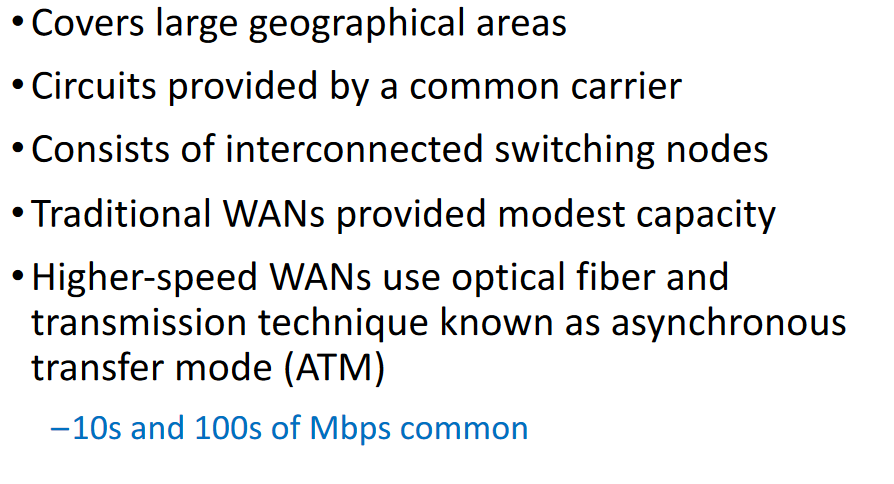 • Covers large geographical areas
• Circuits provided by a common carrier
• Consists of interconnected switching nodes
• Traditional WANs provided modest capacity
• Higher-speed WANs use optical fiber and
transmission technique known as asynchronous
transfer mode (ATM)
–10s and 100s of Mbps common